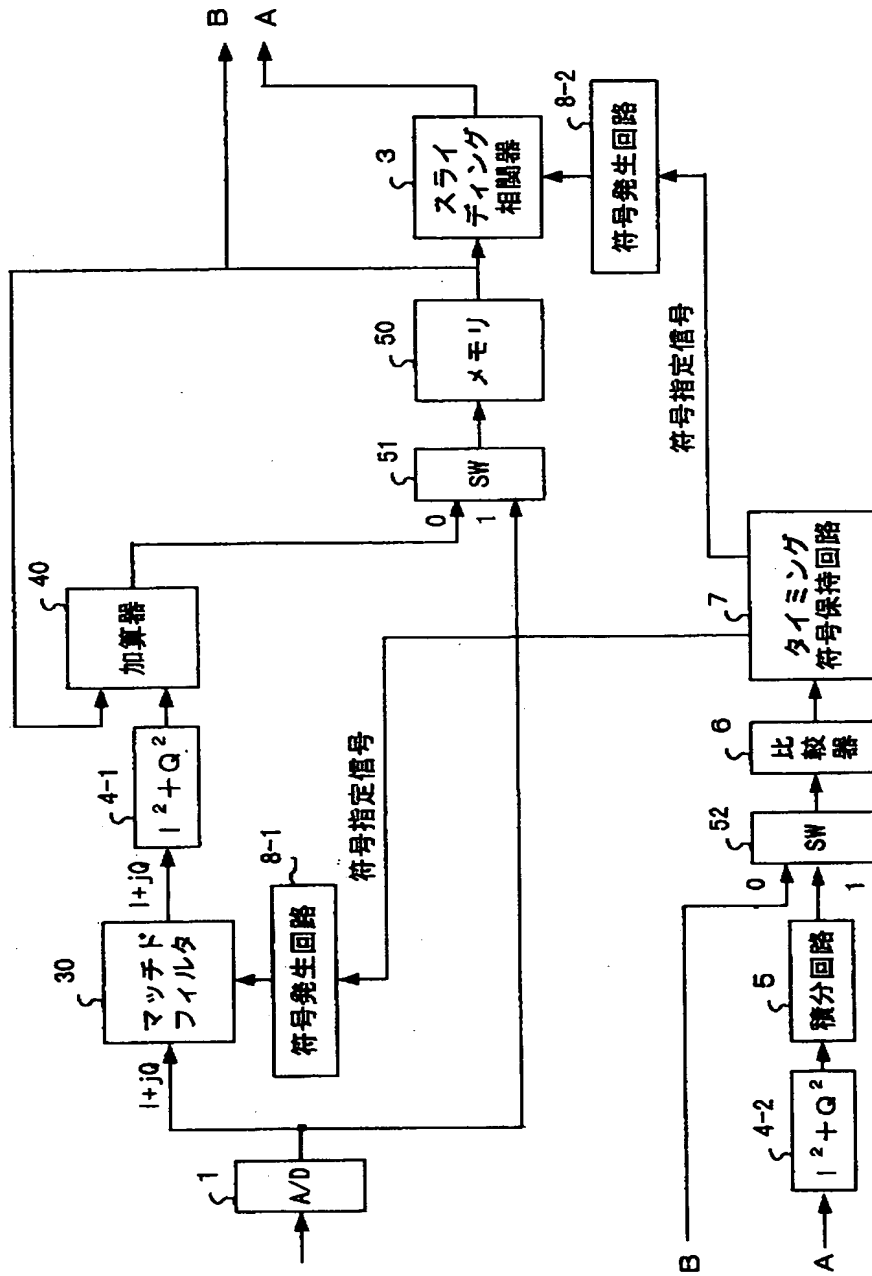 1
A/D
I+jQ
30
マッチド
フィルタ
I+jQ
8-1
符号発生回路
符号指定信号
4-1
I²+Q²
40
加算器
0
1
51
SW
50
メモリ
3
スライ
ディング
相関器
8-2
符号発生回路
符号指定信号
B
A
B
A
4-2
I²+Q²
5
積分回路
0
1
52
SW
6
比較器
7
タイミング
符号保持回路